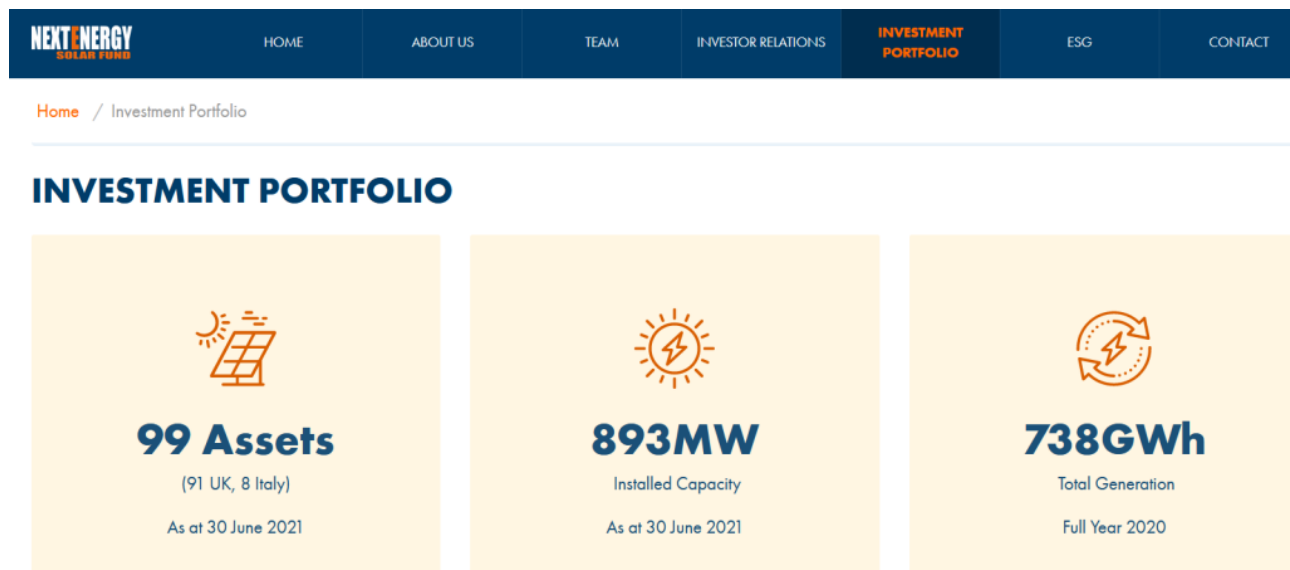 NEXTENERGY
SOLAR FUND
HOME
ABOUT US
TEAM
INVESTOR RELATIONS
INVESTMENT
PORTFOLIO
ESG
CONTACT
Home / Investment Portfolio
INVESTMENT PORTFOLIO
99 Assets
(91 UK, 8 Italy)
As at 30 June 2021
893MW
Installed Capacity
As at 30 June 2021
738GWh
Total Generation
Full Year 2020